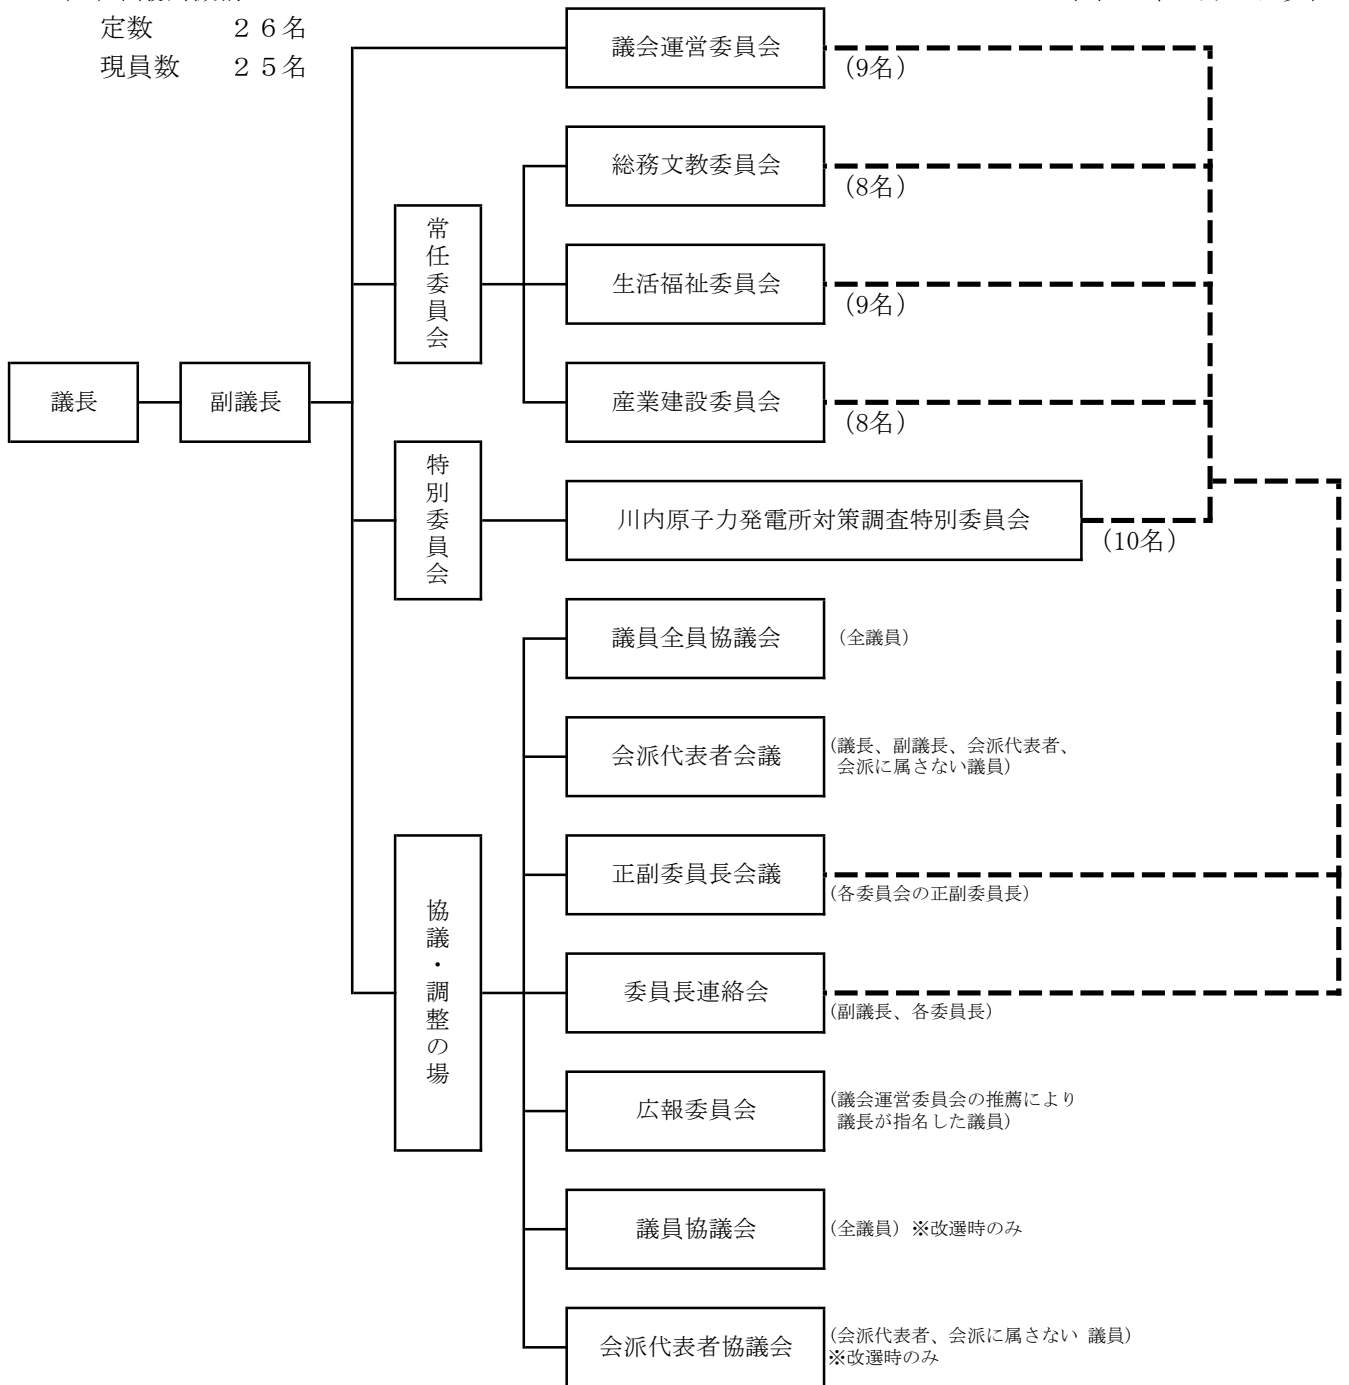 定数 ２６名
現員数 ２５名
議会運営委員会
（9名）
総務文教委員会
（8名）
常任委員会
生活福祉委員会
（9名）
議長
副議長
産業建設委員会
（8名）
特別委員会
川内原子力発電所対策調査特別委員会
（10名）
議員全員協議会
（全議員）
会派代表者会議
（議長、副議長、会派代表者、
会派に属さない議員）
正副委員長会議
（各委員会の正副委員長）
協議・調整の場
委員長連絡会
（副議長、各委員長）
広報委員会
（議会運営委員会の推薦により
議長が指名した議員）
議員協議会
（全議員）※改選時のみ
会派代表者協議会
（会派代表者、会派に属さない 議員）
※改選時のみ